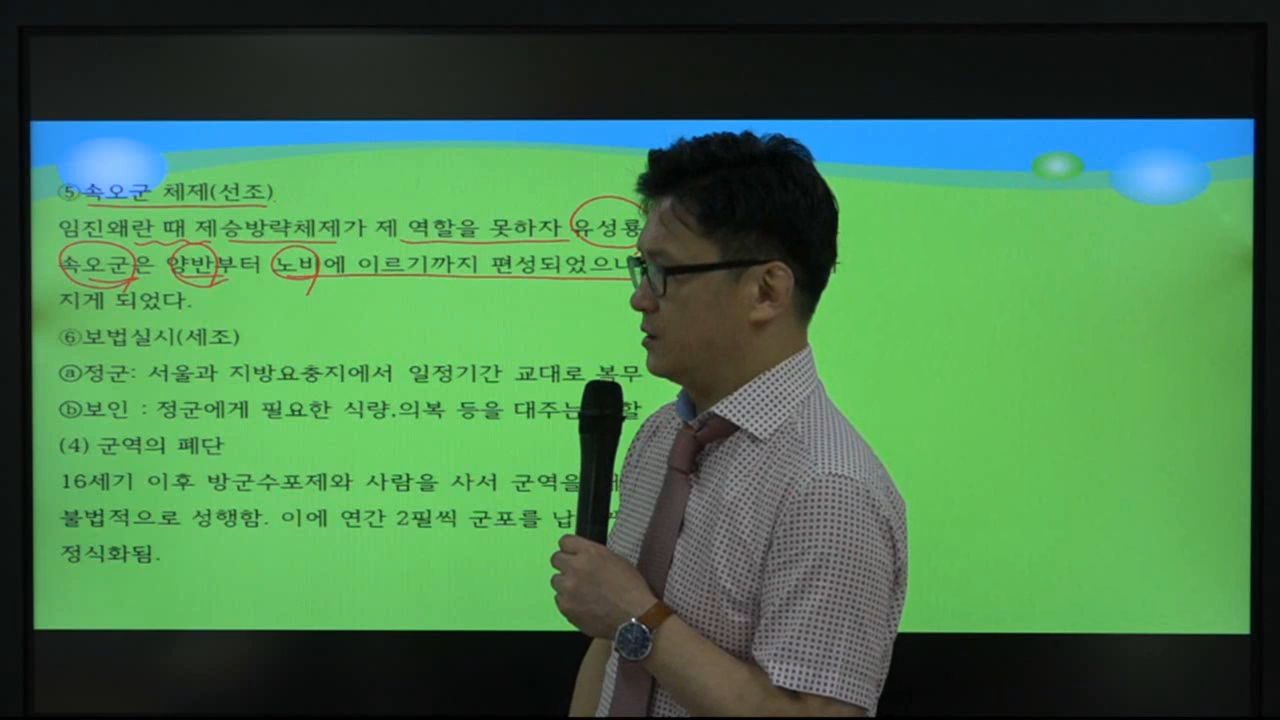 ⑤속오군 체제(선조)
임진왜란 때 제승방략체제가 제 역할을 못하자 유성룡
속오군은 양반부터 노비에 이르기까지 편성되었으나
지게 되었다.
⑥보법실시(세조)
ⓐ정군: 서울과 지방요충지에서 일정기간 교대로 복무
ⓑ보인 : 정군에게 필요한 식량.의복 등을 대주는 할
(4) 군역의 폐단
16세기 이후 방군수포제와 사람을 사서 군역을
불법적으로 성행함. 이에 연간 2필씩 군포를
정식화됨.